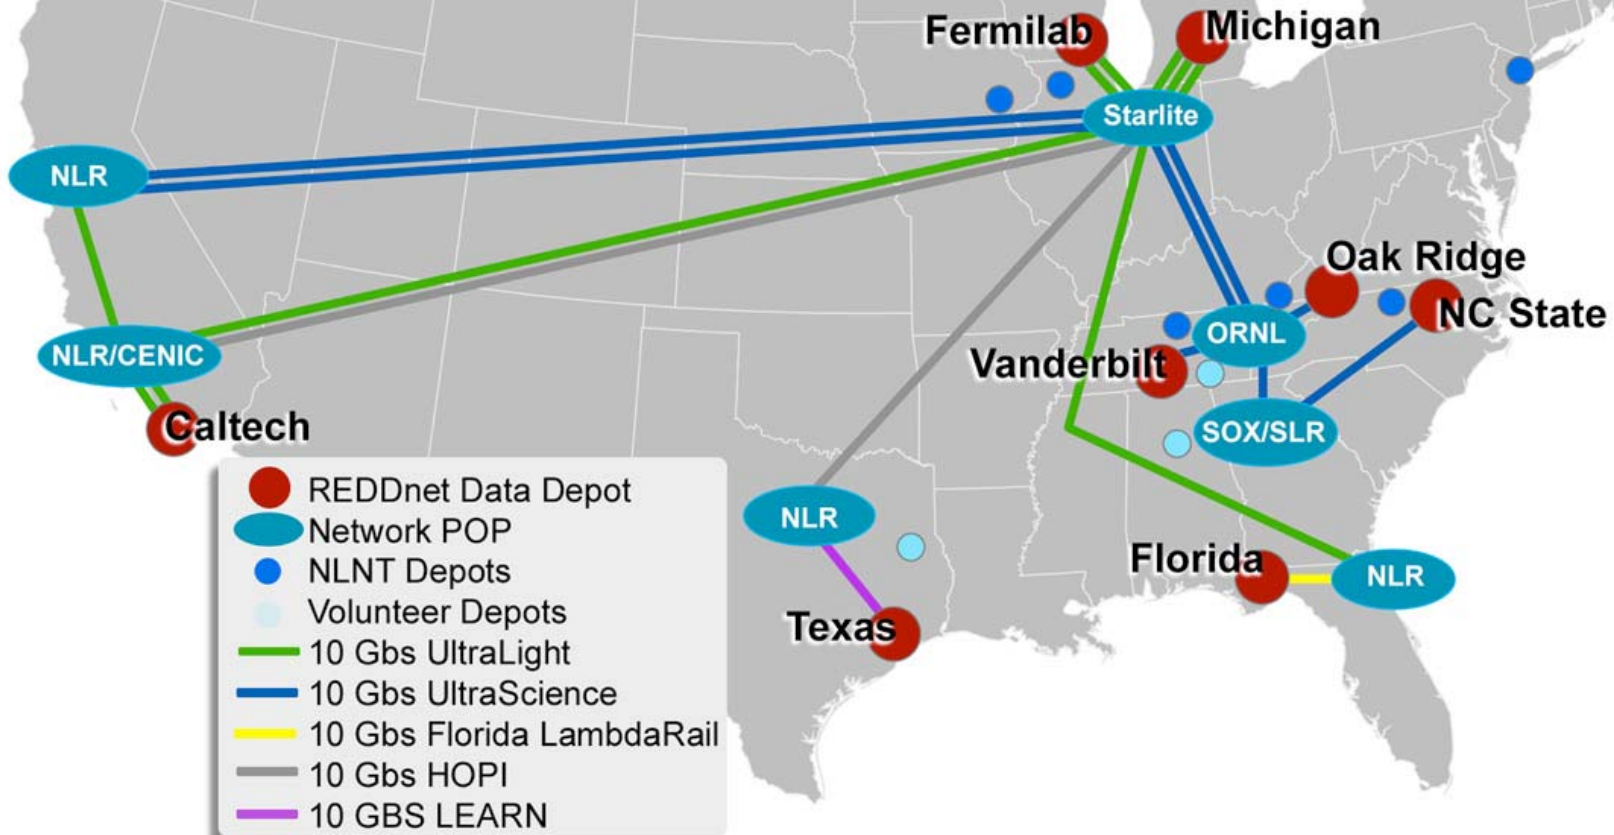 Fermilab
Michigan
Starlite
NLR
Oak Ridge
NC State
ORNL
NLR/CENIC
Vanderbilt
Caltech
SOX/SLR
NLR
Florida
NLR
Texas
REDDnet Data Depot
Network POP
NLNT Depots
Volunteer Depots
10 Gbs UltraLight
10 Gbs UltraScience
10 Gbs Florida LambdaRail
10 Gbs HOPI
10 GBS LEARN